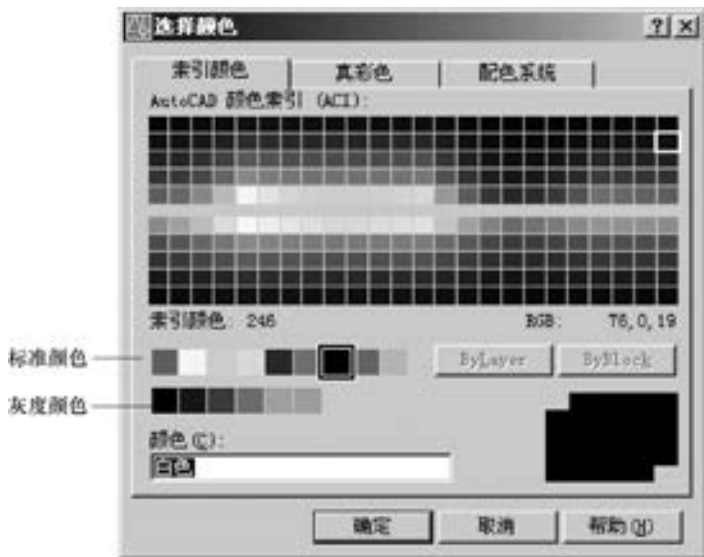 选择颜色
索引颜色 真彩色 配色系统
AutoCAD 颜色索引 (ACI):
索引颜色: 246 RGB: 76,0,19
标准颜色
ByLayer ByBlock
灰度颜色
颜色(C):
白色
确定 取消 帮助(H)